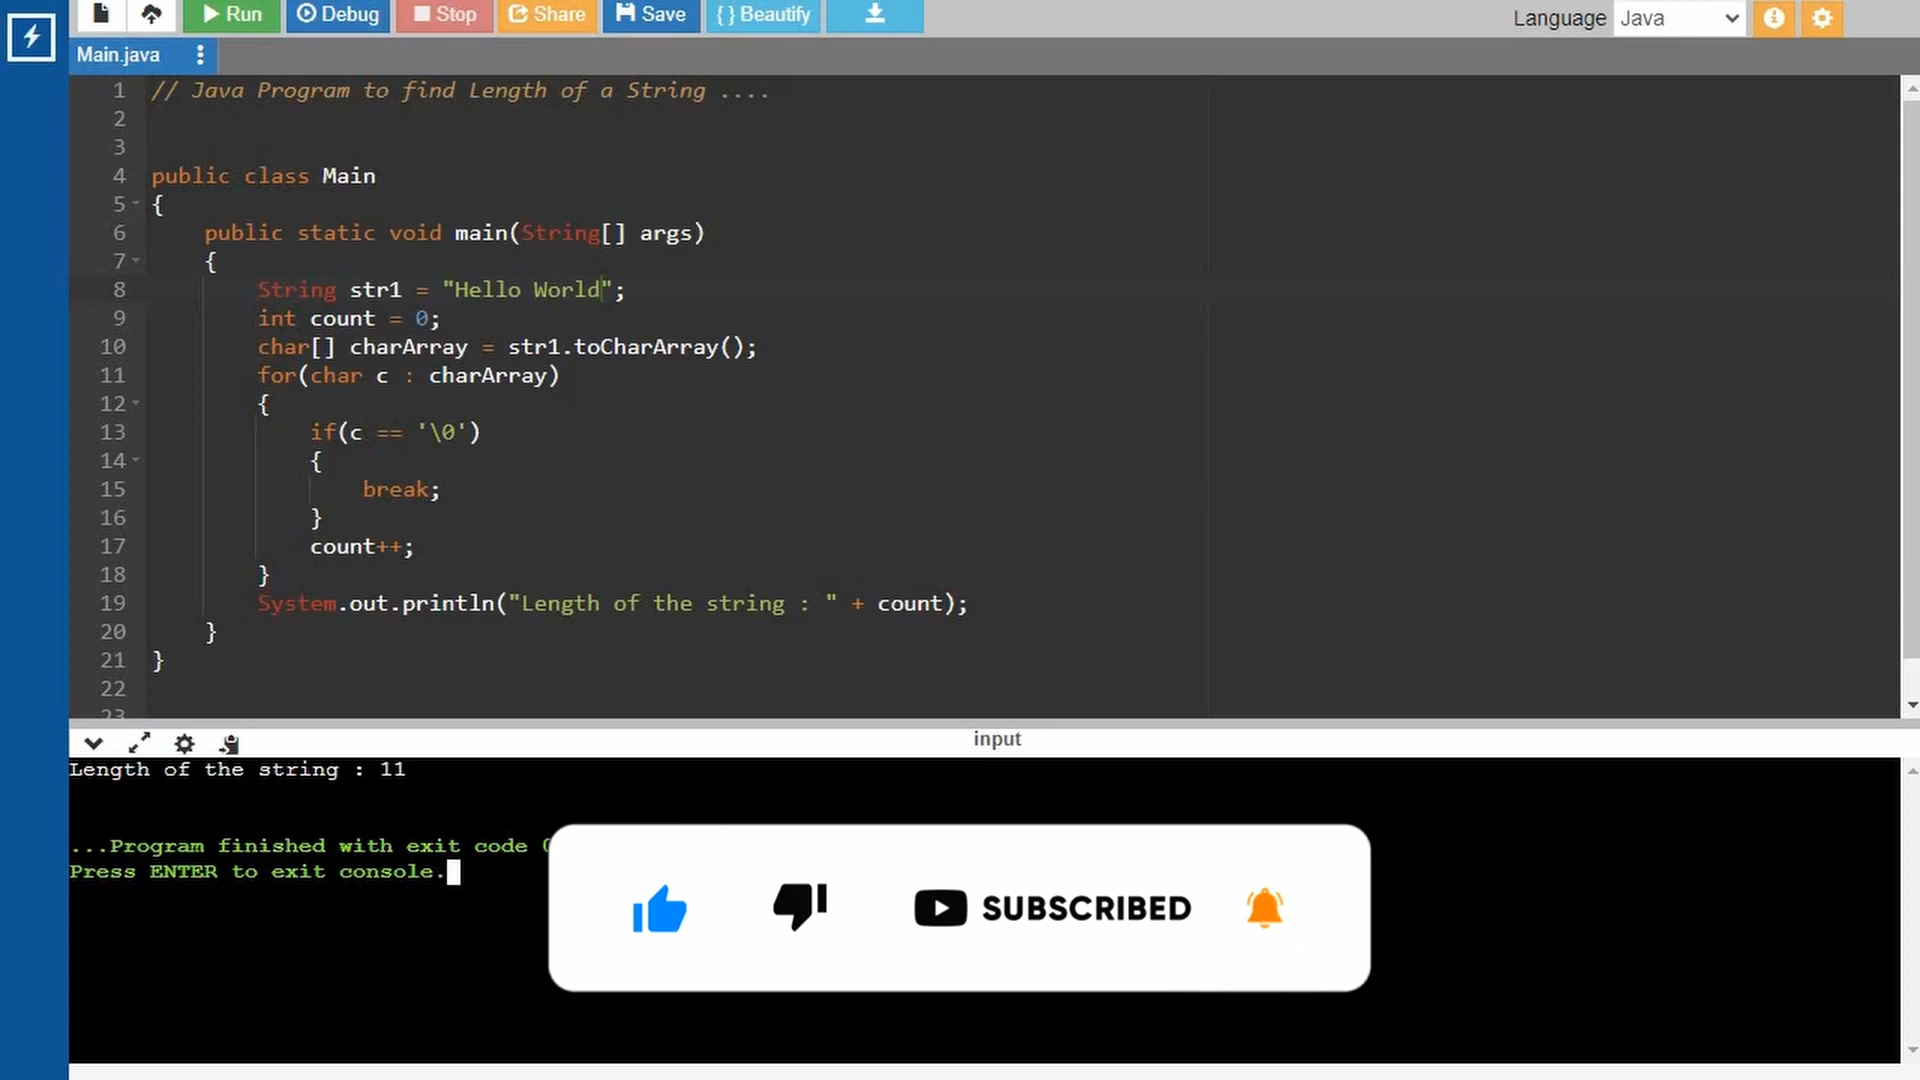 Run Debug Stop Share Save { } Beautify Language Java
Main.java
1 // Java Program to find Length of a String ....
2
3
4 public class Main
5 {
6 public static void main(String[] args)
7 {
8 String str1 = "Hello World";
9 int count = 0;
10 char[] charArray = str1.toCharArray();
11 for(char c : charArray)
12 {
13 if(c == '\0')
14 {
15 break;
16 }
17 count++;
18 }
19 System.out.println("Length of the string : " + count);
20 }
21 }
22
23
input
Length of the string : 11
...Program finished with exit code
Press ENTER to exit console.
SUBSCRIBED